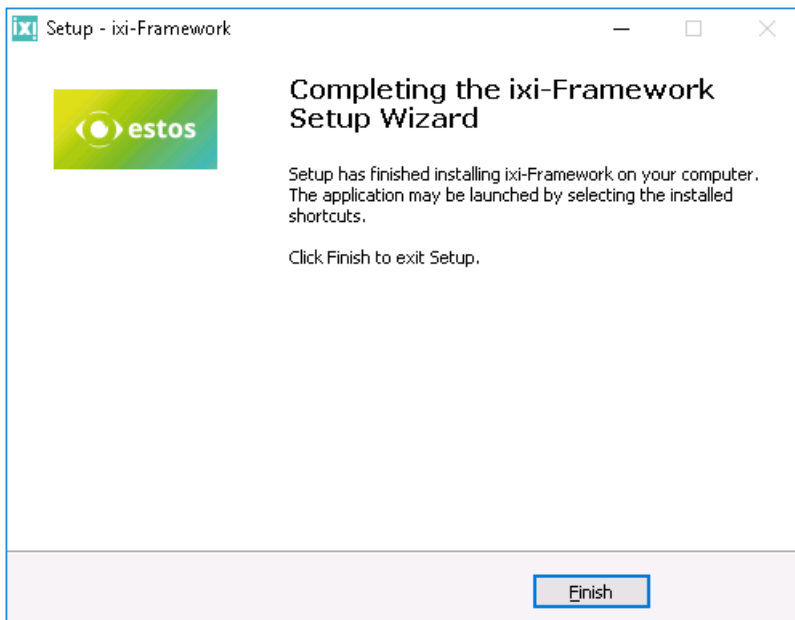 ixi Setup - ixi-Framework
estos
Completing the ixi-Framework
Setup Wizard
Setup has finished installing ixi-Framework on your computer.
The application may be launched by selecting the installed
shortcuts.
Click Finish to exit Setup.
Finish